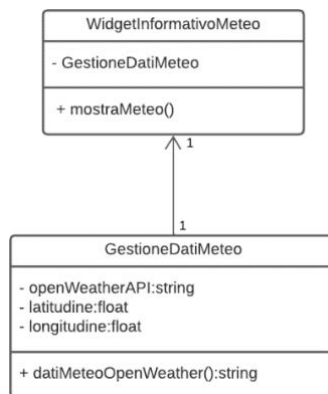 WidgetInformativoMeteo
- GestioneDatiMeteo
+ mostraMeteo()
1
1
GestioneDatiMeteo
- openWeatherAPI:string
- latitudine:float
- longitudine:float
+ datiMeteoOpenWeather():string